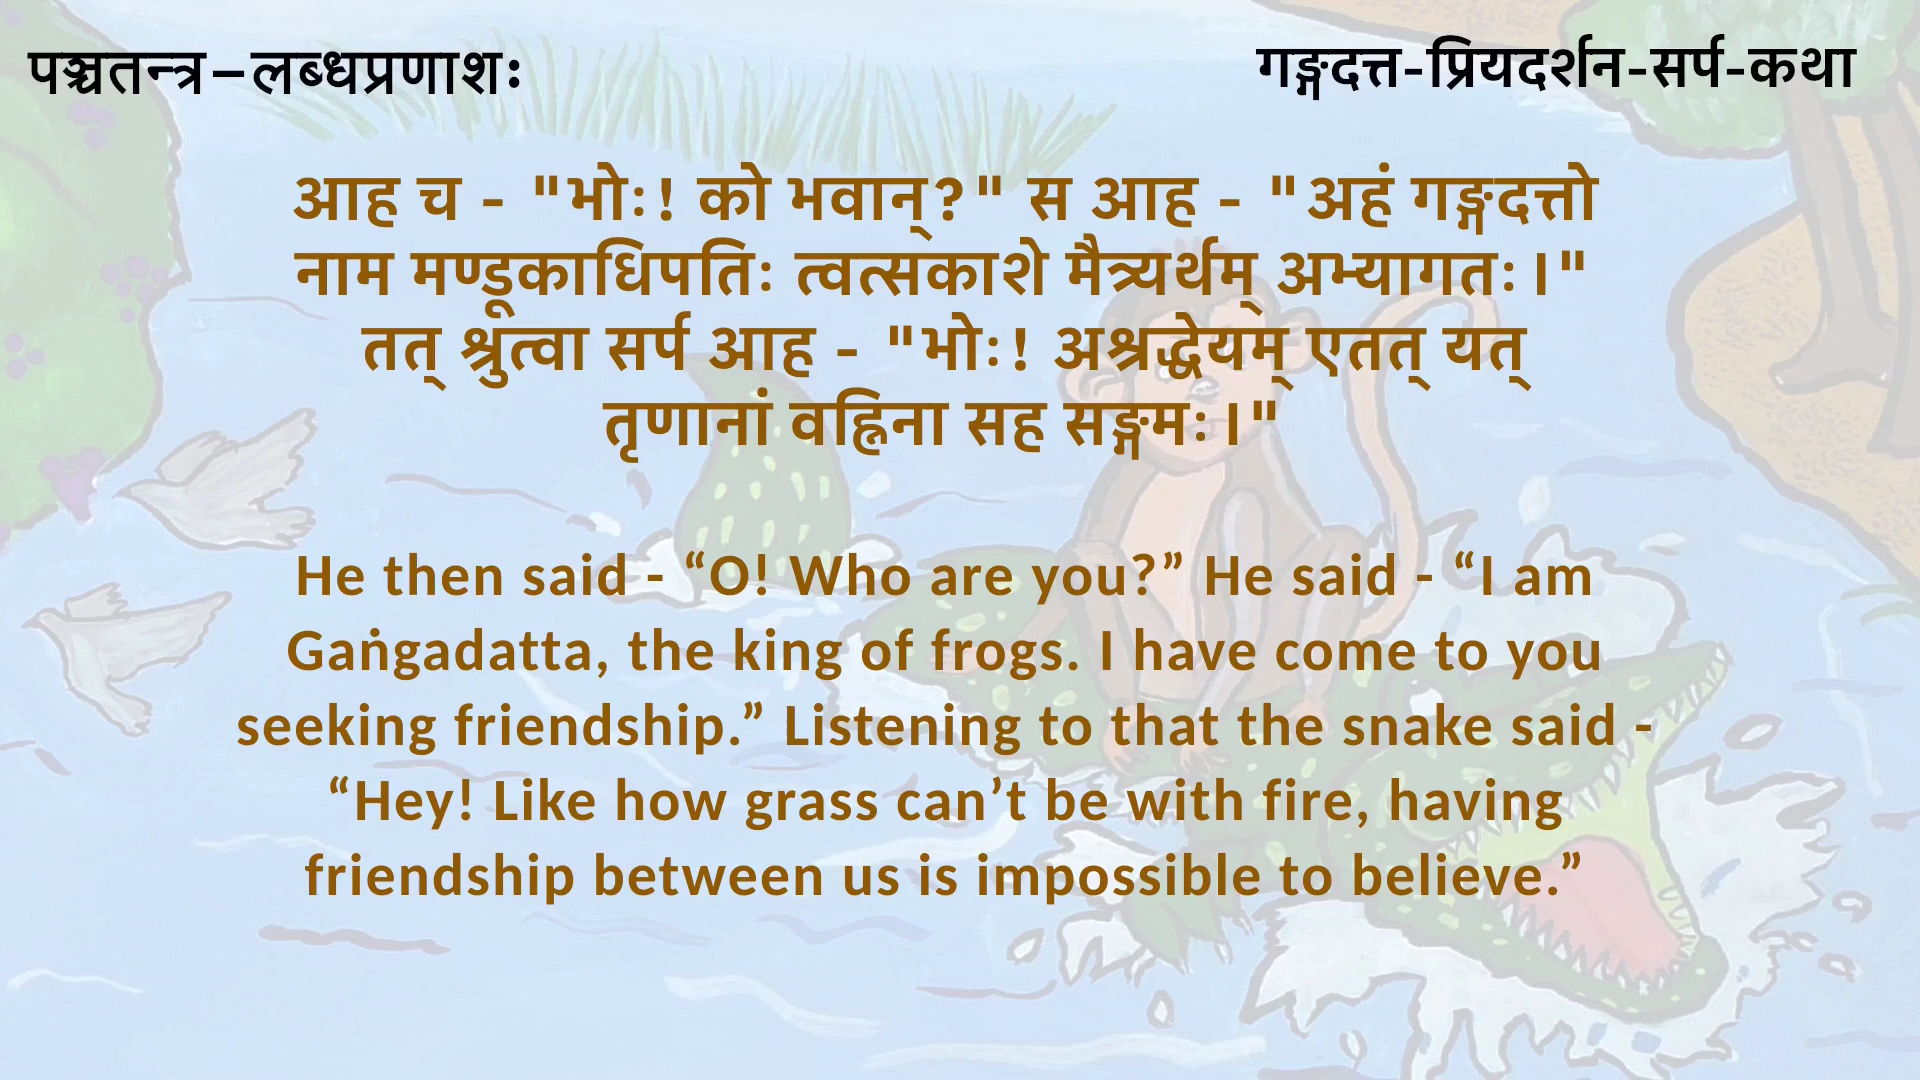 पञ्चतन्त्र–लब्धप्रणाशः
गङ्गदत्त-प्रियदर्शन-सर्प-कथा
आह च - "भोः! को भवान्?" स आह - "अहं गङ्गदत्तो
नाम मण्डूकाधिपतिः त्वत्सकाशे मैत्र्यर्थम् अभ्यागतः।"
तत् श्रुत्वा सर्प आह - "भोः! अश्रद्धेयम् एतत् यत्
तृणानां वह्निना सह सङ्गमः।"
He then said - “O! Who are you?” He said - “I am
Gaṅgadatta, the king of frogs. I have come to you
seeking friendship.” Listening to that the snake said -
“Hey! Like how grass can’t be with fire, having
friendship between us is impossible to believe.”